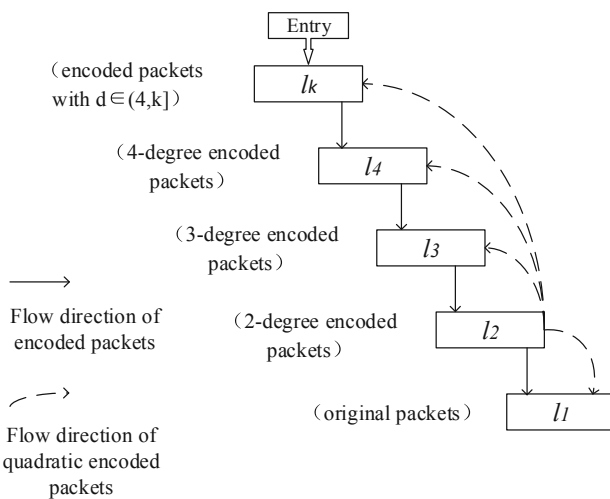 Entry
（encoded packets
with d∈(4,k]）
lk
（4-degree encoded
packets）
l4
（3-degree encoded
packets）
l3
Flow direction of
encoded packets
（2-degree encoded
packets）
l2
（original packets）
l1
Flow direction of
quadratic encoded
packets